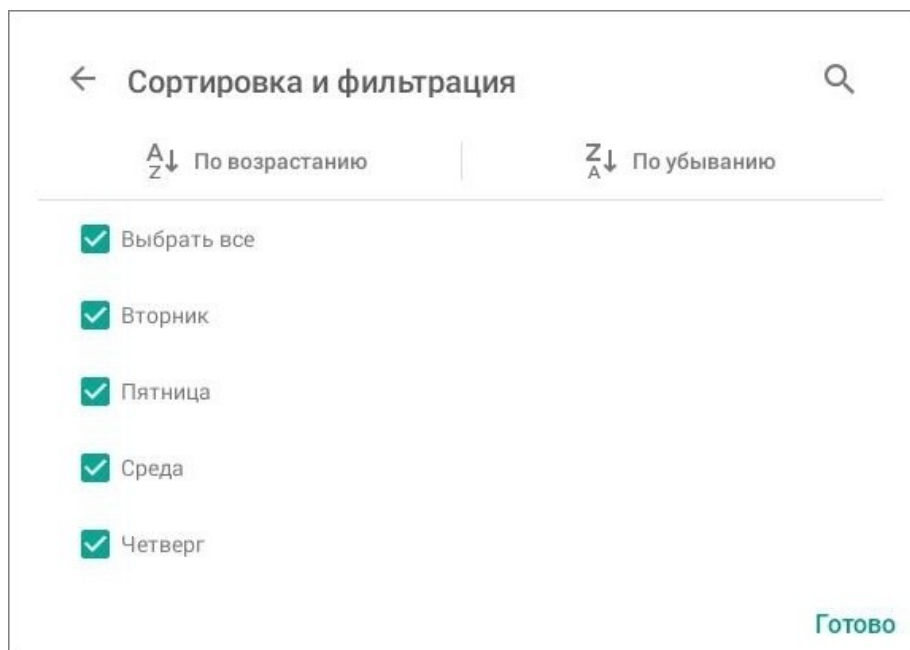 Сортировка и фильтрация
A
Z По возрастанию
Z
A По убыванию
Выбрать все
Вторник
Пятница
Среда
Четверг
Готово